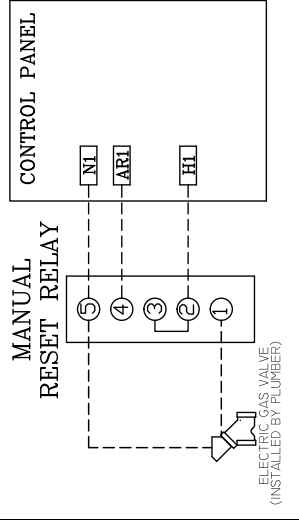 CONTROL PANEL
N1
AR1
H1
MANUAL
RESET RELAY
5
4
3
2
1
ELECTRIC GAS VALVE
(INSTALLED BY PLUMBER)